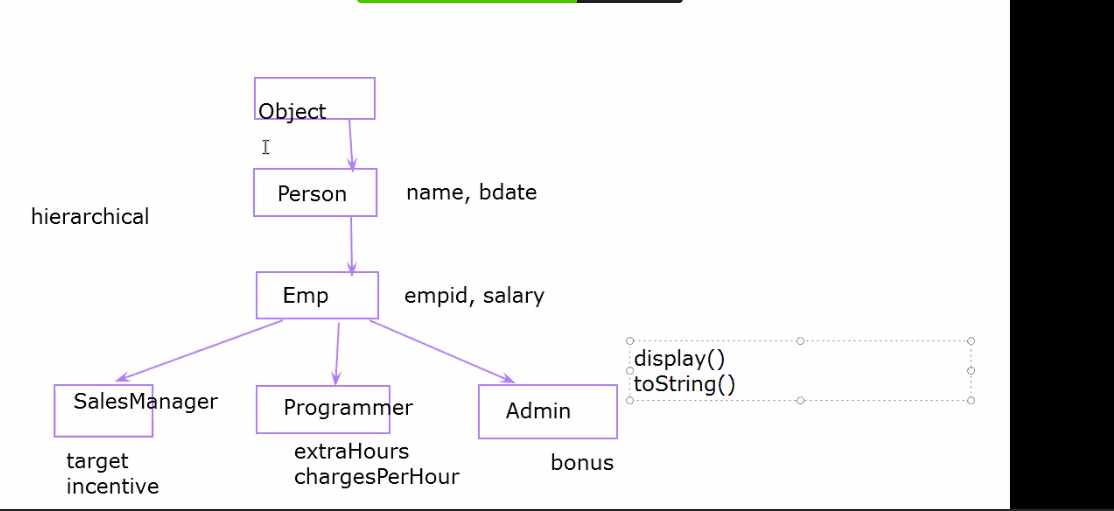 Object
Person
name, bdate
hierarchical
Emp
empid, salary
display()
toString()
SalesManager
Programmer
Admin
extraHours
chargesPerHour
target
incentive
bonus